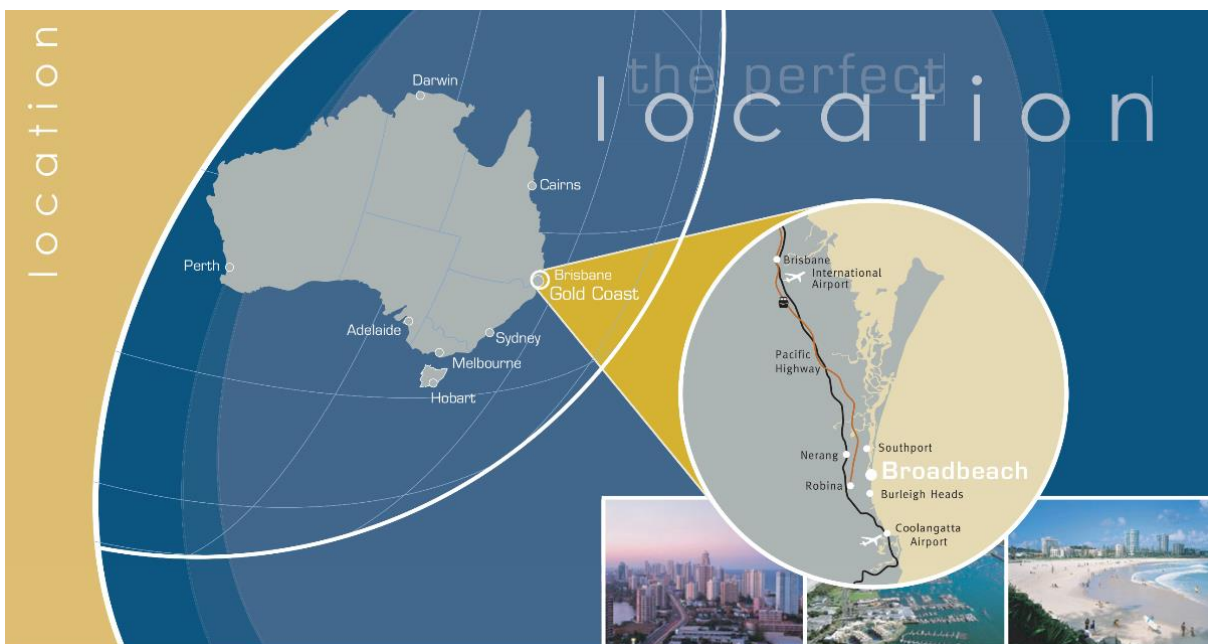 location
the perfect
location
Darwin
Cairns
Perth
Brisbane
Gold Coast
Adelaide
Sydney
Melbourne
Hobart
Brisbane
International
Airport
Pacific
Highway
Southport
Nerang
Broadbeach
Robina
Burleigh Heads
Coolangatta
Airport